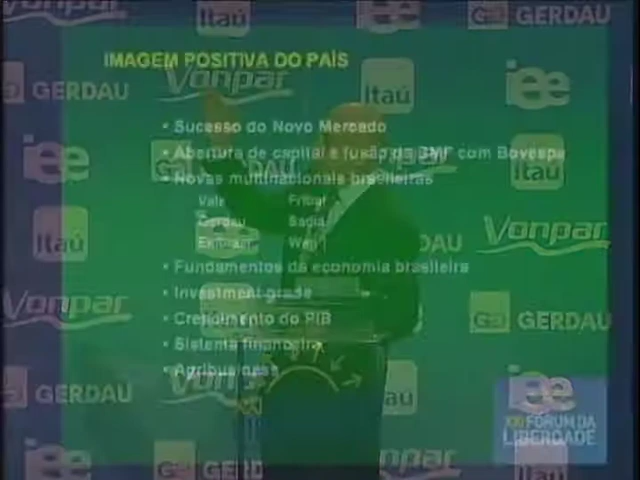 IMAGEM POSITIVA DO PAÍS
• Sucesso do Novo Mercado
• Abertura de capital e fusão da BMF com Bovespa
• Novas multinacionais brasileiras
Vale Friboi
Gerdau Sadia
Embraer Weg
• Fundamentos da economia brasileira
• Investment grade
• Crescimento do PIB
• Sistema financeiro
• Agribusiness
Vonpar
Itaú
GERDAU
iee
XXI FÓRUM DA
LIBERDADE